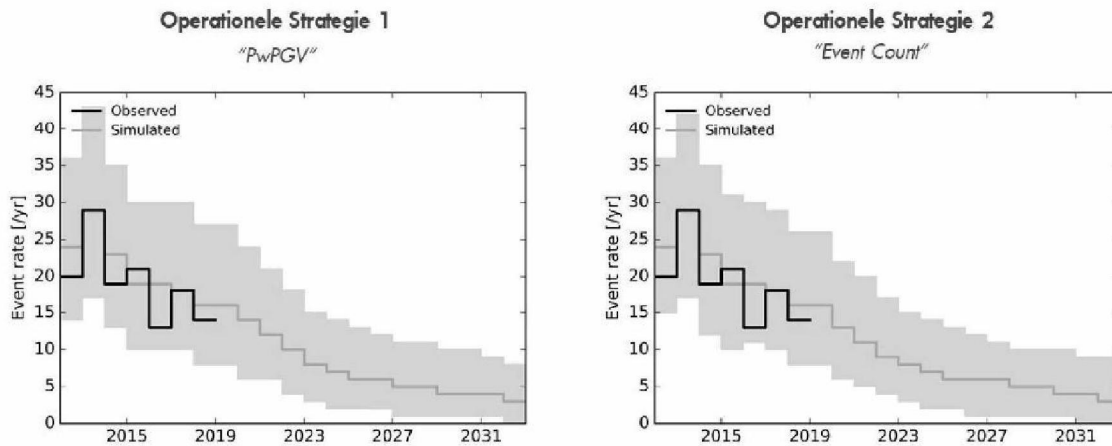 Operationele Strategie 1
"PwPGV"
45
40
35
30
25
20
15
10
5
0
Event rate [/yr]
Observed
Simulated
2015 2019 2023 2027 2031
Operationele Strategie 2
"Event Count"
45
40
35
30
25
20
15
10
5
0
Event rate [/yr]
Observed
Simulated
2015 2019 2023 2027 2031